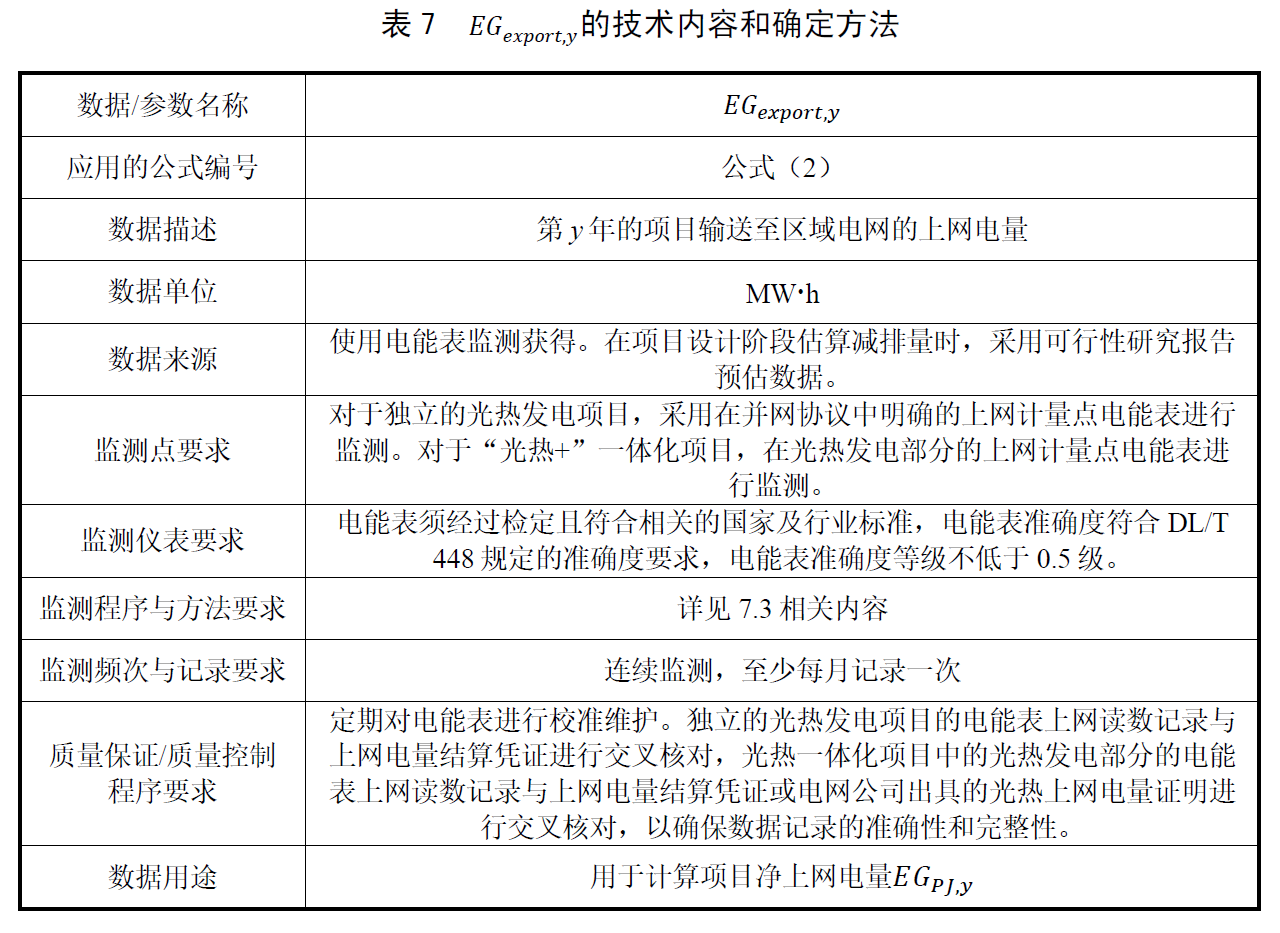 表 7 EGexport,y的技术内容和确定方法
数据/参数名称
EGexport,y
应用的公式编号
公式（2）
数据描述
第 y 年的项目输送至区域电网的上网电量
数据单位
MW·h
数据来源
使用电能表监测获得。在项目设计阶段估算减排量时，采用可行性研究报告
预估数据。
监测点要求
对于独立的光热发电项目，采用在并网协议中明确的上网计量点电能表进行
监测。对于“光热+”一体化项目，在光热发电部分的上网计量点电能表进
行监测。
监测仪表要求
电能表须经过检定且符合相关的国家及行业标准，电能表准确度符合 DL/T
448 规定的准确度要求，电能表准确度等级不低于 0.5 级。
监测程序与方法要求
详见 7.3 相关内容
监测频次与记录要求
连续监测，至少每月记录一次
质量保证/质量控制
程序要求
定期对电能表进行校准维护。独立的光热发电项目的电能表上网读数记录与
上网电量结算凭证进行交叉核对，光热一体化项目中的光热发电部分的电能
表上网读数记录与上网电量结算凭证或电网公司出具的光热上网电量证明进
行交叉核对，以确保数据记录的准确性和完整性。
数据用途
用于计算项目净上网电量EGPJ,y